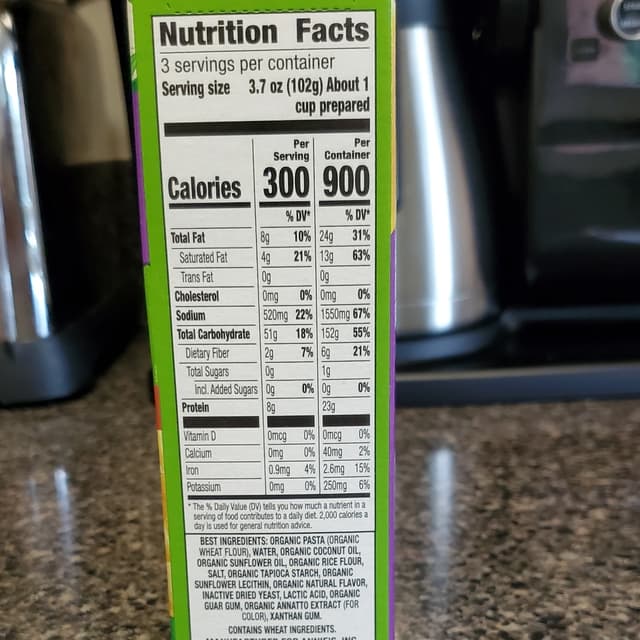 Nutrition Facts
3 servings per container
Serving size 3.7 oz (102g) About 1
cup prepared
Per Per
Serving Container
Calories 300 900
% DV* % DV*
Total Fat 8g 10% 24g 31%
Saturated Fat 4g 21% 13g 63%
Trans Fat 0g 0g
Cholesterol 0mg 0% 0mg 0%
Sodium 520mg 22% 1550mg 67%
Total Carbohydrate 51g 18% 152g 55%
Dietary Fiber 2g 7% 6g 21%
Total Sugars 0g 1g
Incl. Added Sugars 0g 0% 0g 0%
Protein 8g 23g
Vitamin D 0mcg 0% 0mcg 0%
Calcium 0mg 0% 40mg 2%
Iron 0.9mg 4% 2.6mg 15%
Potassium 0mg 0% 250mg 6%
* The % Daily Value (DV) tells you how much a nutrient in a
serving of food contributes to a daily diet. 2,000 calories a
day is used for general nutrition advice.
BEST INGREDIENTS: ORGANIC PASTA (ORGANIC
WHEAT FLOUR), WATER, ORGANIC COCONUT OIL,
ORGANIC SUNFLOWER OIL, ORGANIC RICE FLOUR,
SALT, ORGANIC TAPIOCA STARCH, ORGANIC
SUNFLOWER LECITHIN, ORGANIC NATURAL FLAVOR,
INACTIVE DRIED YEAST, LACTIC ACID, ORGANIC
GUAR GUM, ORGANIC ANNATTO EXTRACT (FOR
COLOR), XANTHAN GUM.
CONTAINS WHEAT INGREDIENTS.